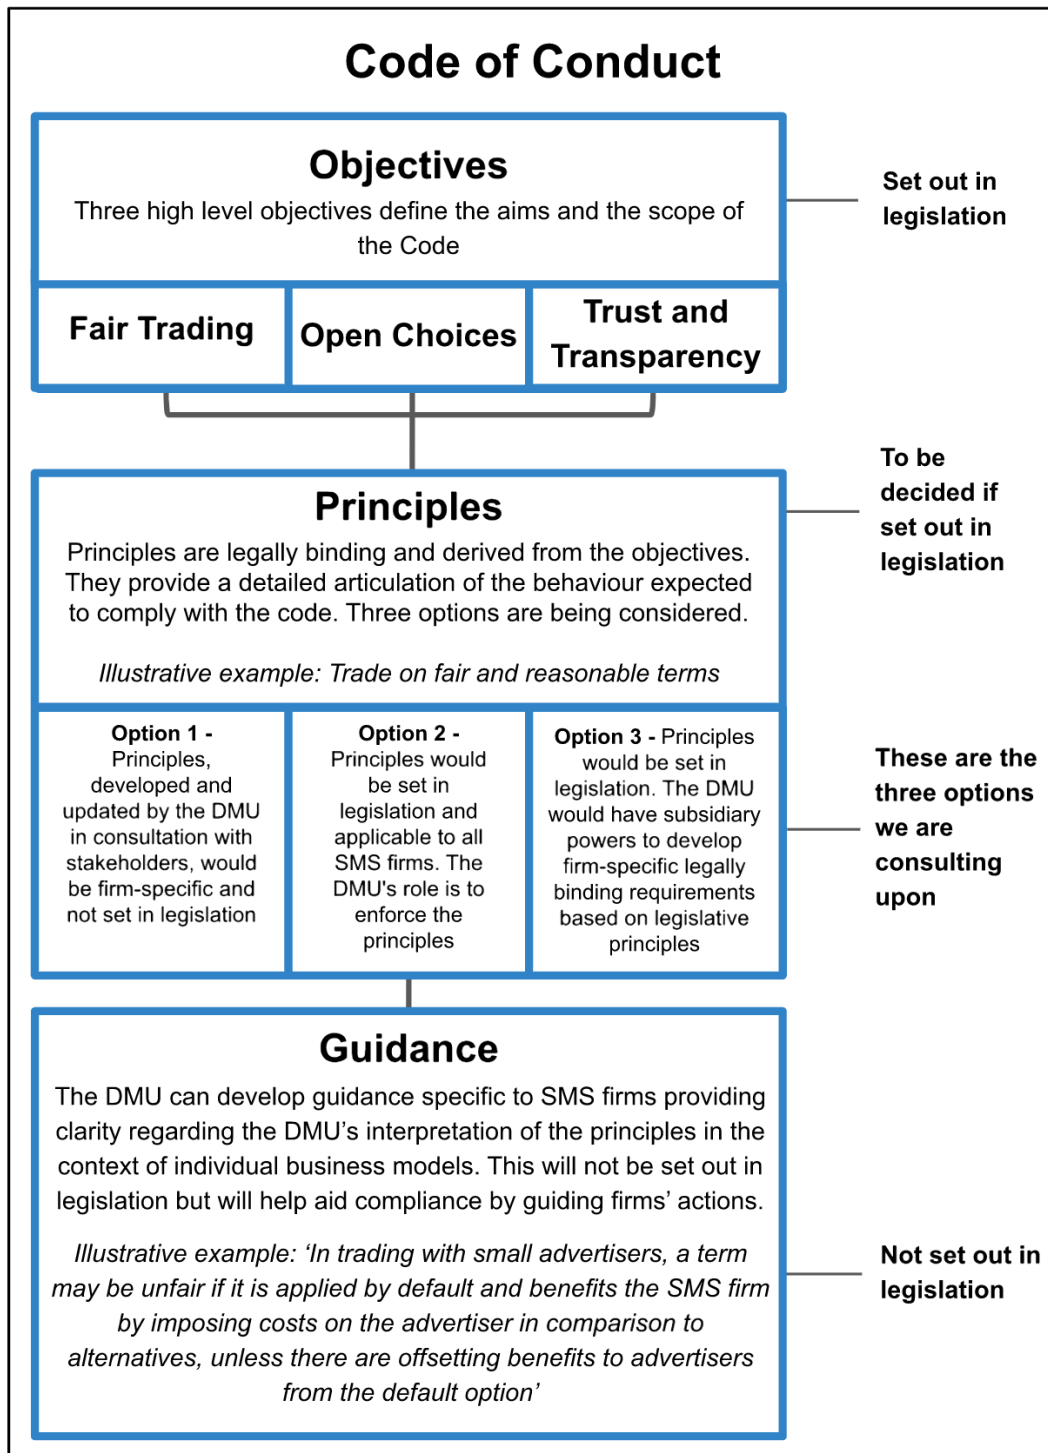 Code of Conduct
Objectives
Three high level objectives define the aims and the scope of
the Code
Set out in
legislation
Fair Trading
Open Choices
Trust and
Transparency
Principles
Principles are legally binding and derived from the objectives.
They provide a detailed articulation of the behaviour expected
to comply with the code. Three options are being considered.
Illustrative example: Trade on fair and reasonable terms
To be
decided if
set out in
legislation
Option 1 -
Principles,
developed and
updated by the DMU
in consultation with
stakeholders, would
be firm-specific and
not set in legislation
Option 2 -
Principles would
be set in
legislation and
applicable to all
SMS firms. The
DMU's role is to
enforce the
principles
Option 3 - Principles
would be set in
legislation. The DMU
would have subsidiary
powers to develop
firm-specific legally
binding requirements
based on legislative
principles
These are the
three options
we are
consulting
upon
Guidance
The DMU can develop guidance specific to SMS firms providing
clarity regarding the DMU’s interpretation of the principles in the
context of individual business models. This will not be set out in
legislation but will help aid compliance by guiding firms’ actions.
Illustrative example: ‘In trading with small advertisers, a term
may be unfair if it is applied by default and benefits the SMS firm
by imposing costs on the advertiser in comparison to
alternatives, unless there are offsetting benefits to advertisers
from the default option’
Not set out in
legislation